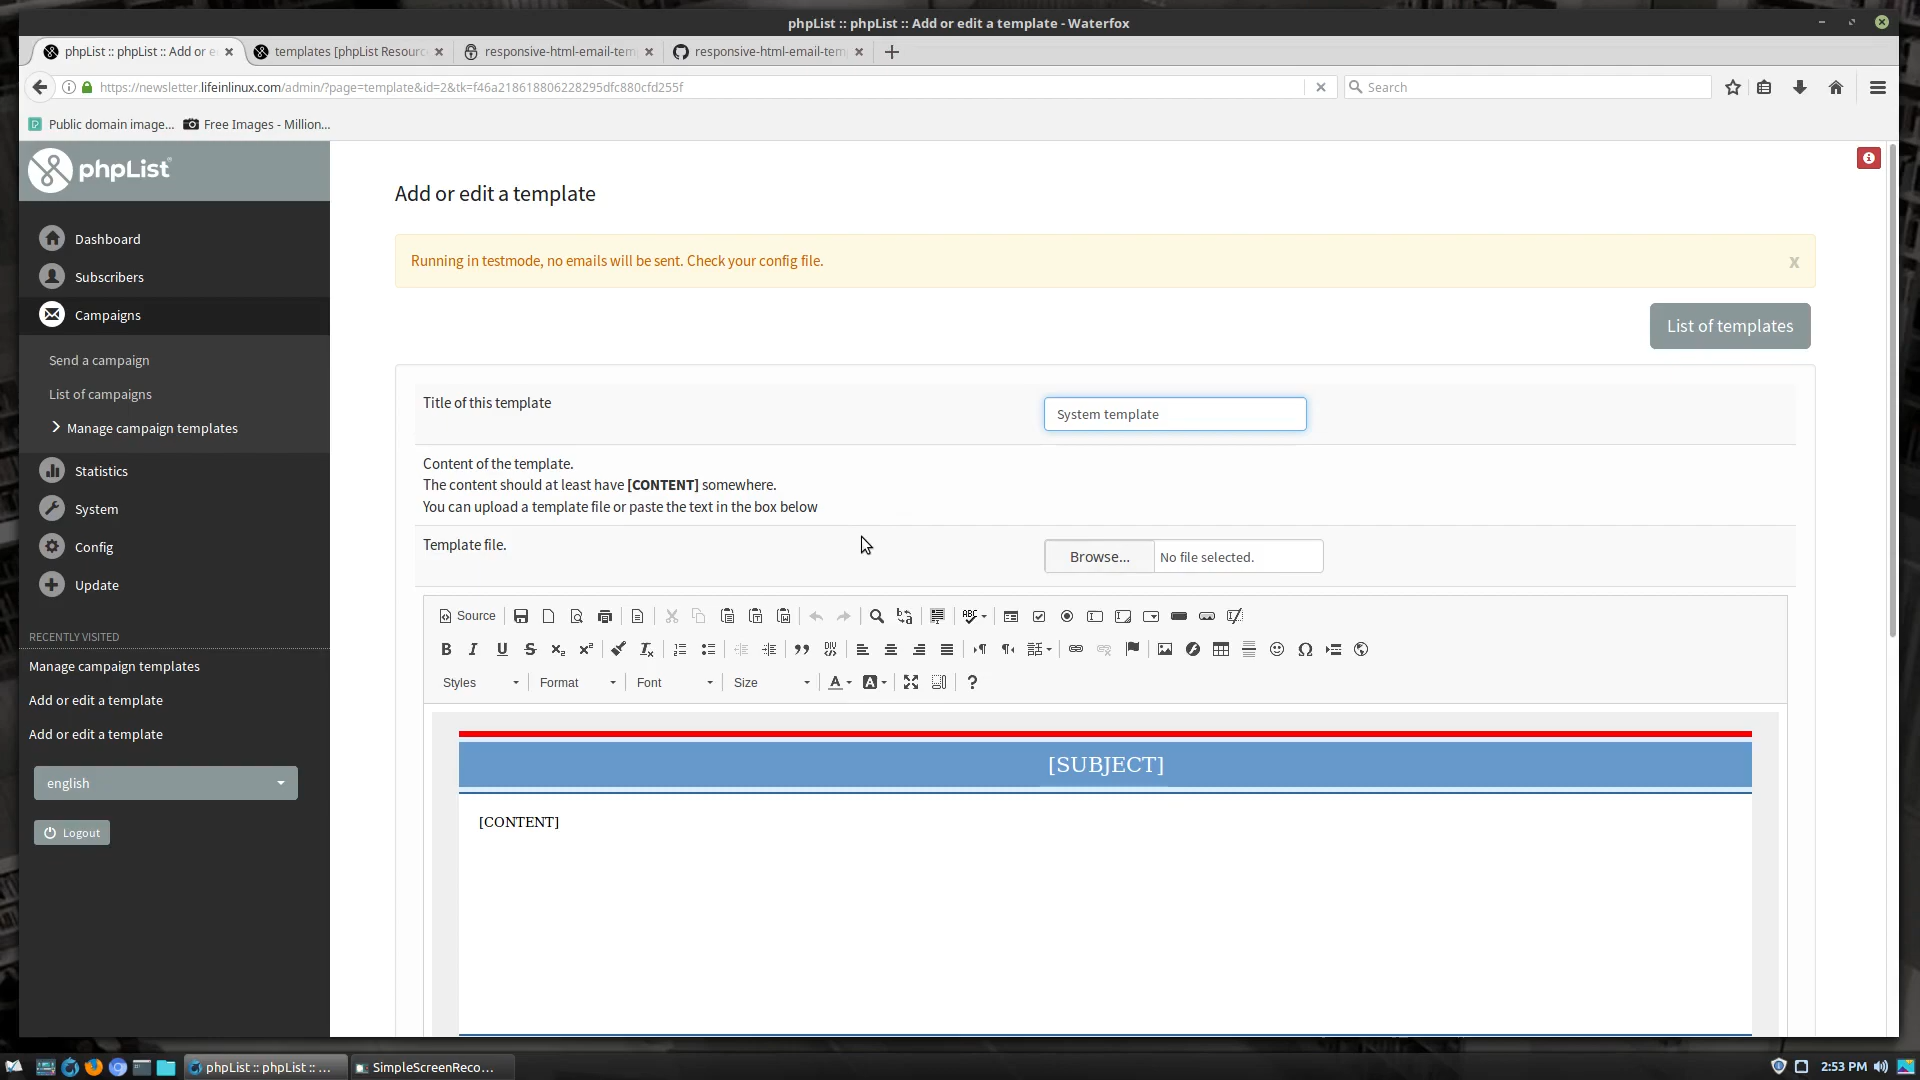 phpList :: phpList :: Add or edit a template - Waterfox
phpList :: phpList :: Add or e
templates [phpList Resourc
responsive-html-email-tem
responsive-html-email-tem
https://newsletter.lifeinlinux.com/admin/?page=template&id=2&tk=f46a218618806228295dfc880cfd255f
Search
Public domain image...
Free Images - Million...
phpList
Dashboard
Subscribers
Campaigns
Send a campaign
List of campaigns
Manage campaign templates
Statistics
System
Config
Update
RECENTLY VISITED
Manage campaign templates
Add or edit a template
Add or edit a template
english
Logout
Add or edit a template
Running in testmode, no emails will be sent. Check your config file.
x
List of templates
Title of this template
System template
Content of the template.
The content should at least have [CONTENT] somewhere.
You can upload a template file or paste the text in the box below
Template file.
Browse... No file selected.
Source
Styles Format Font Size
[SUBJECT]
[CONTENT]
phpList :: phpList :: ...
SimpleScreenReco...
2:53 PM